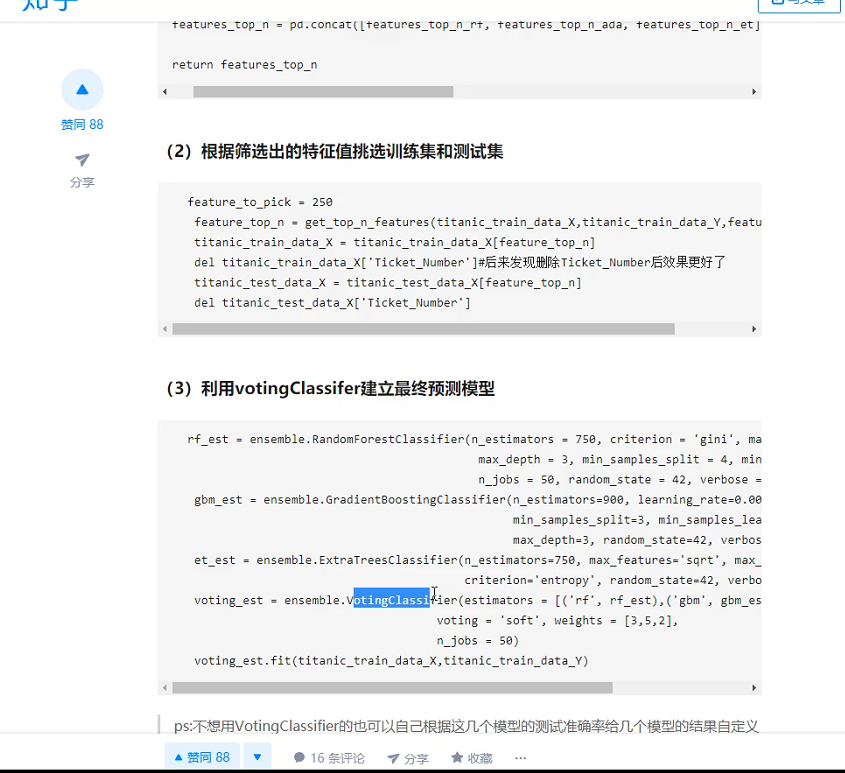 知乎
写文章
features_top_n = pd.concat([features_top_n_rf, features_top_n_ada, features_top_n_et]
return features_top_n
赞同 88
分享
（2）根据筛选出的特征值挑选训练集和测试集
feature_to_pick = 250
feature_top_n = get_top_n_features(titanic_train_data_X,titanic_train_data_Y,featu
titanic_train_data_X = titanic_train_data_X[feature_top_n]
del titanic_train_data_X['Ticket_Number']#后来发现删除Ticket_Number后效果更好了
titanic_test_data_X = titanic_test_data_X[feature_top_n]
del titanic_test_data_X['Ticket_Number']
（3）利用votingClassifer建立最终预测模型
rf_est = ensemble.RandomForestClassifier(n_estimators = 750, criterion = 'gini', ma
max_depth = 3, min_samples_split = 4, min
n_jobs = 50, random_state = 42, verbose =
gbm_est = ensemble.GradientBoostingClassifier(n_estimators=900, learning_rate=0.00
min_samples_split=3, min_samples_lea
max_depth=3, random_state=42, verbos
et_est = ensemble.ExtraTreesClassifier(n_estimators=750, max_features='sqrt', max_
criterion='entropy', random_state=42, verbo
voting_est = ensemble.VotingClassifier(estimators = [('rf', rf_est),('gbm', gbm_es
voting = 'soft', weights = [3,5,2],
n_jobs = 50)
voting_est.fit(titanic_train_data_X,titanic_train_data_Y)
ps:不想用VotingClassifier的也可以自己根据这几个模型的测试准确率给几个模型的结果自定义
赞同 88
16 条评论
分享
收藏